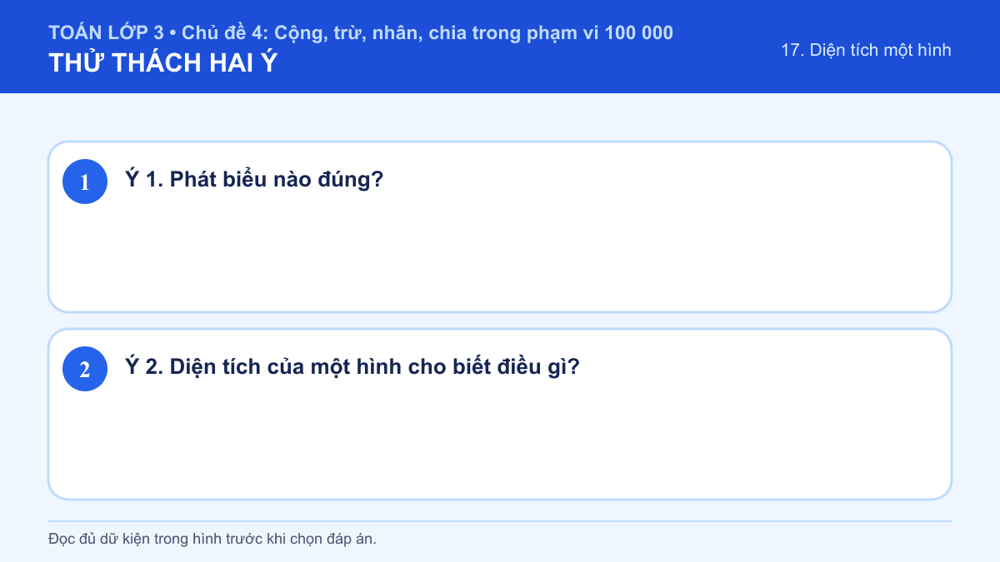 TOÁN LỚP 3 • Chủ đề 4: Cộng, trừ, nhân, chia trong phạm vi 100 000
THỬ THÁCH HAI Ý
17. Diện tích một hình
1
Ý 1. Phát biểu nào đúng?
2
Ý 2. Diện tích của một hình cho biết điều gì?
Đọc đủ dữ kiện trong hình trước khi chọn đáp án.